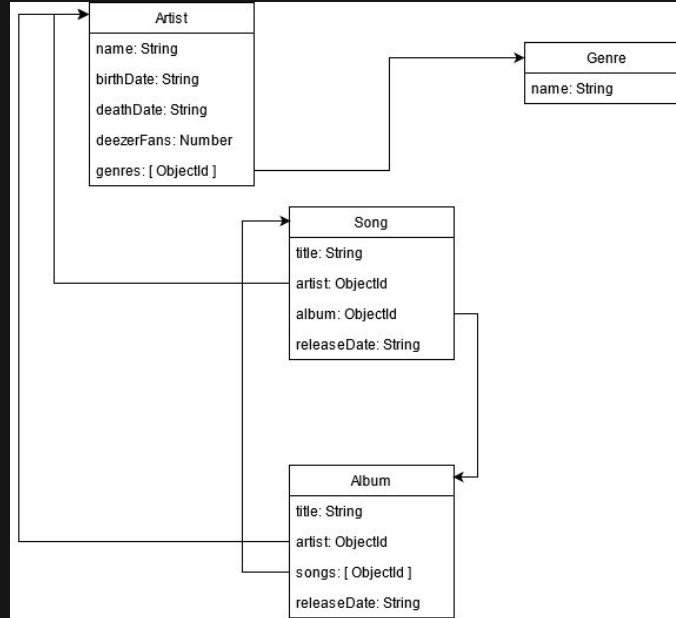 Artist
name: String
birthDate: String
deathDate: String
deezerFans: Number
genres: [ ObjectId ]
Genre
name: String
Song
title: String
artist: ObjectId
album: ObjectId
releaseDate: String
Album
title: String
artist: ObjectId
songs: [ ObjectId ]
releaseDate: String